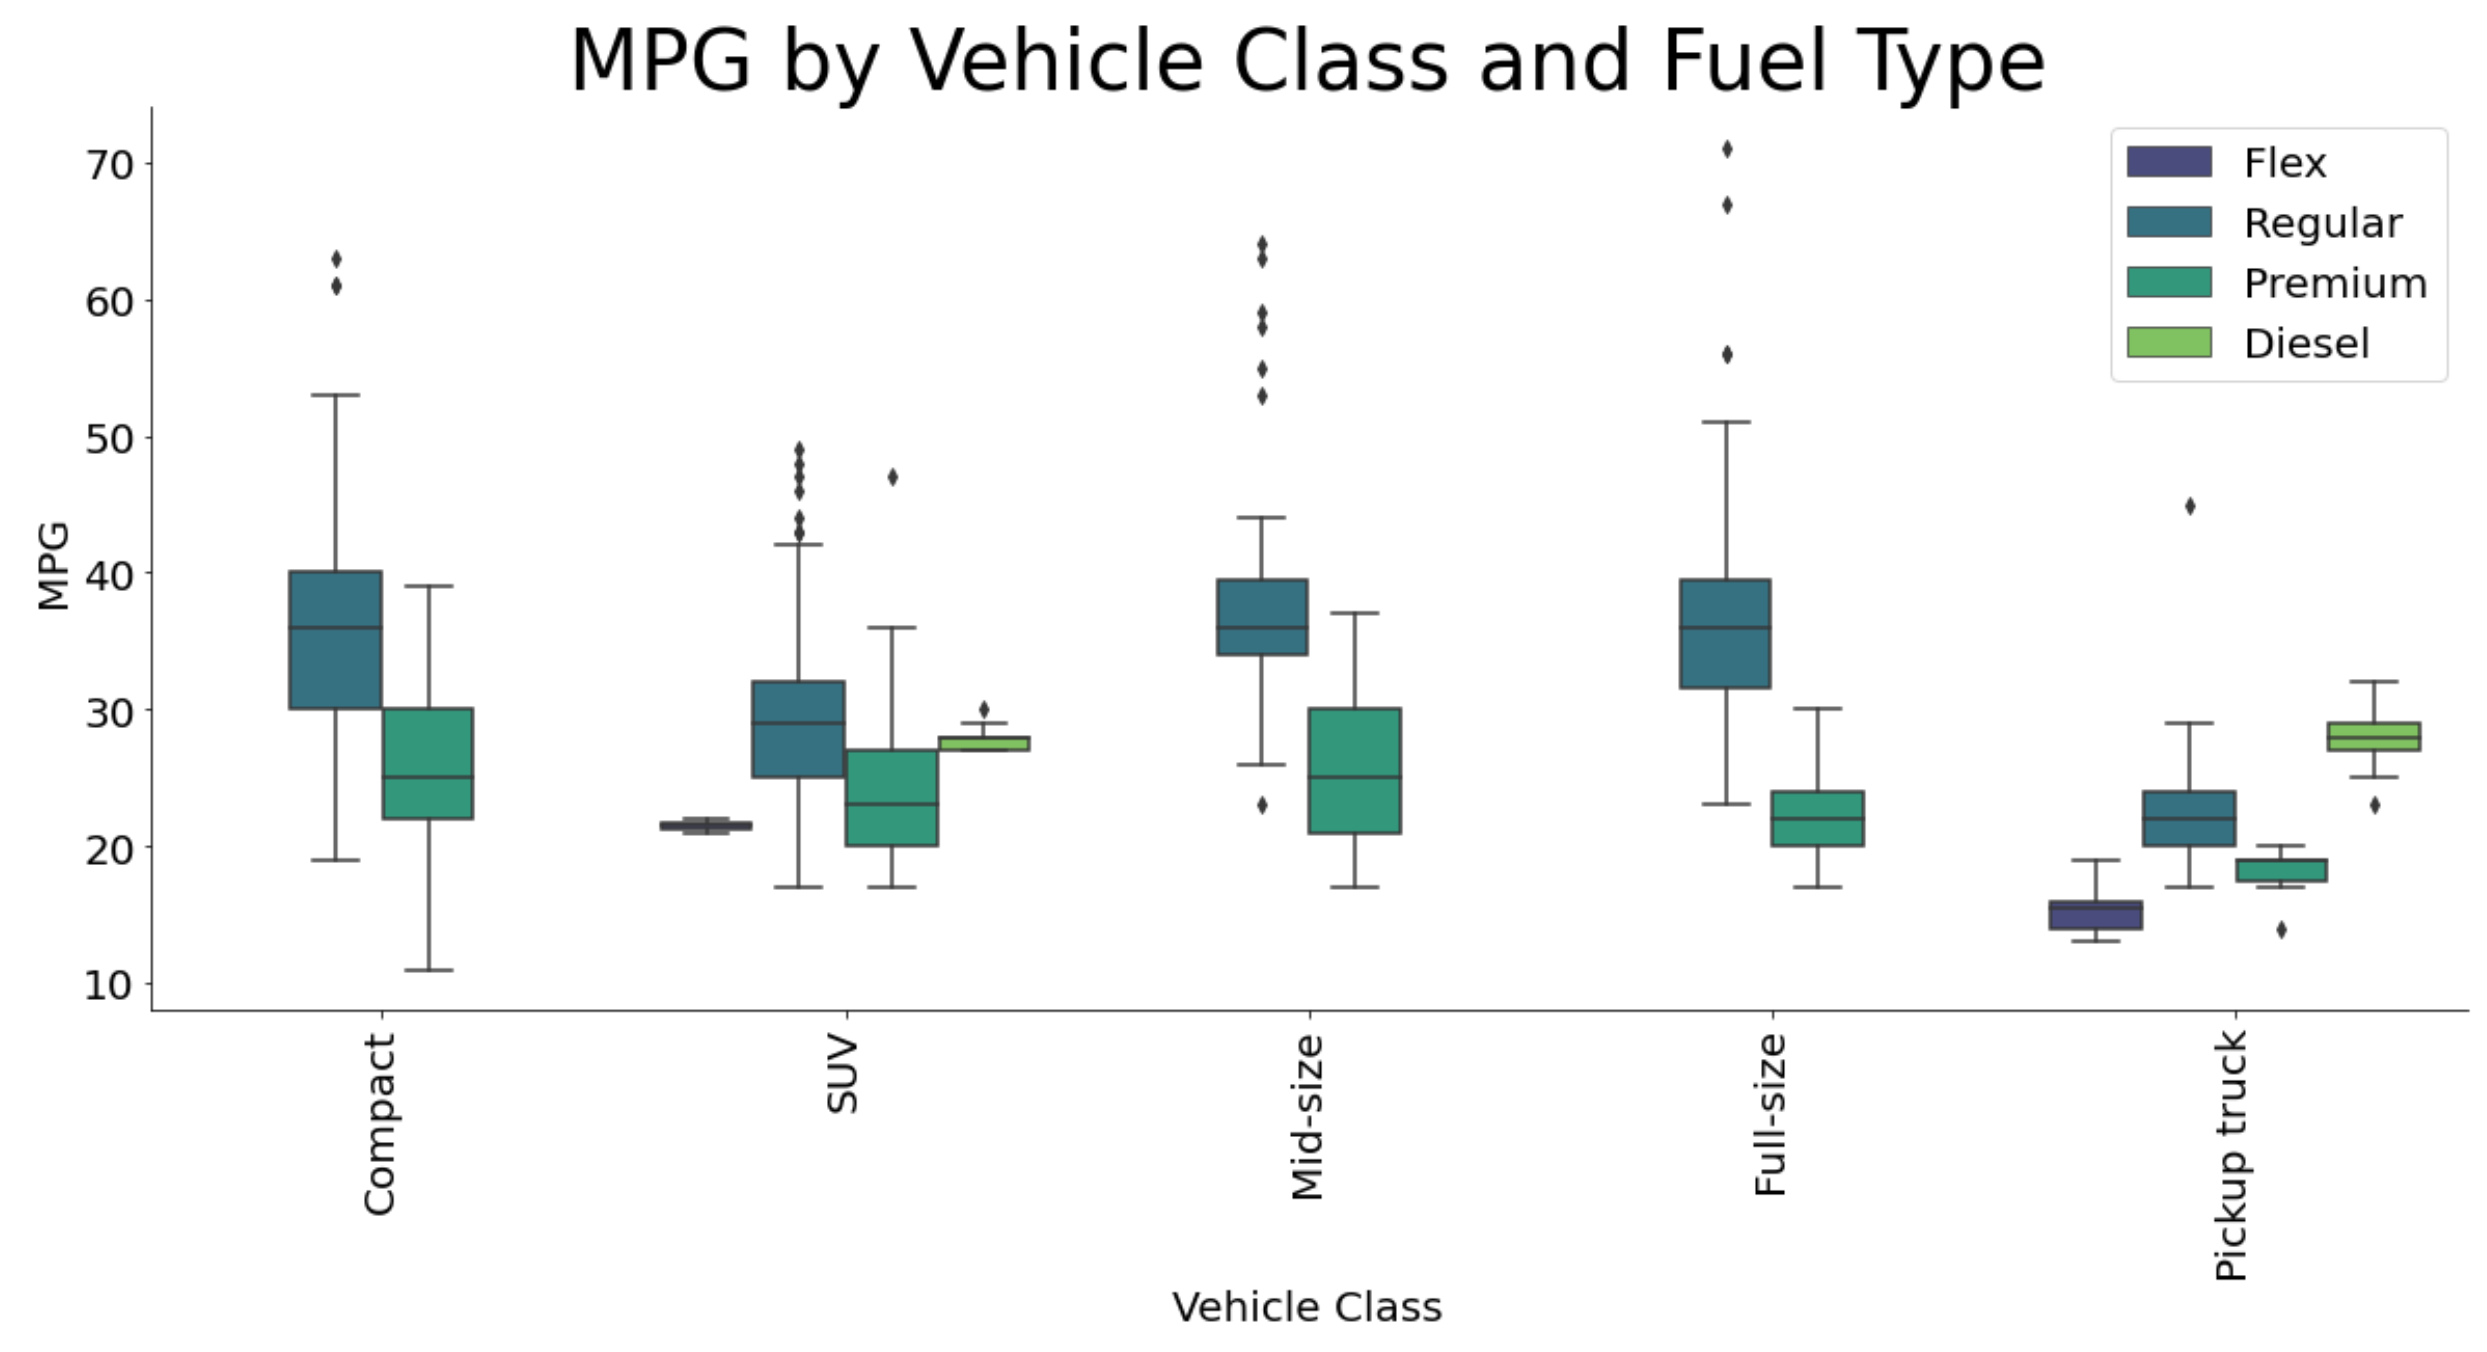 MPG by Vehicle Class and Fuel Type
Flex
Regular
Premium
Diesel
MPG
70
60
50
40
30
20
10
Compact
SUV
Mid-size
Full-size
Pickup truck
Vehicle Class